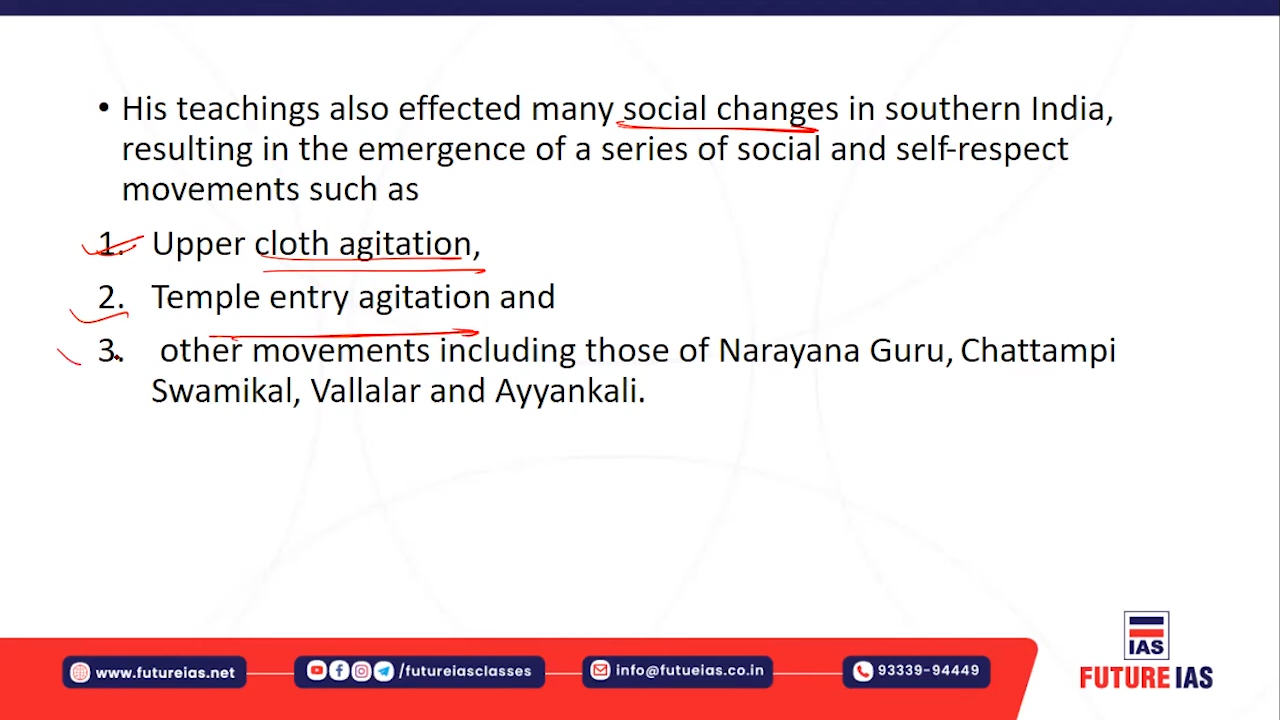 • His teachings also effected many social changes in southern India,
resulting in the emergence of a series of social and self-respect
movements such as
1. Upper cloth agitation,
2. Temple entry agitation and
3. other movements including those of Narayana Guru, Chattampi
Swamikal, Vallalar and Ayyankali.
IAS
FUTURE IAS
www.futureias.net
/futureiasclasses
info@futueias.co.in
93339-94449